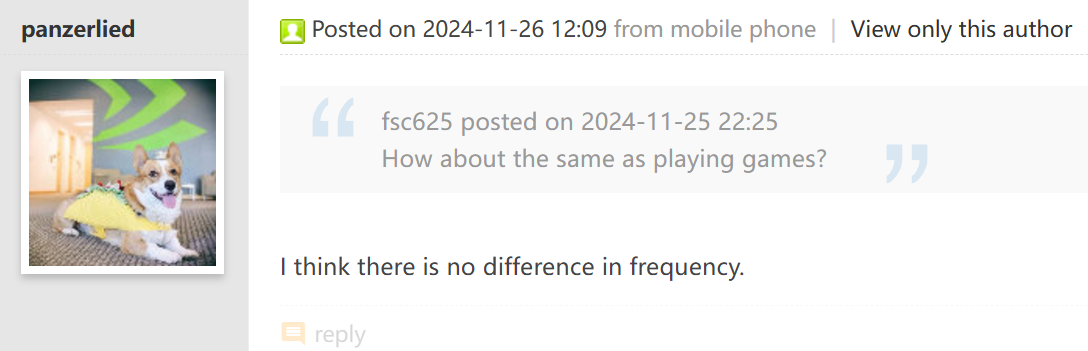 panzerlied
Posted on 2024-11-26 12:09 from mobile phone | View only this author
fsc625 posted on 2024-11-25 22:25
How about the same as playing games?
I think there is no difference in frequency.
reply